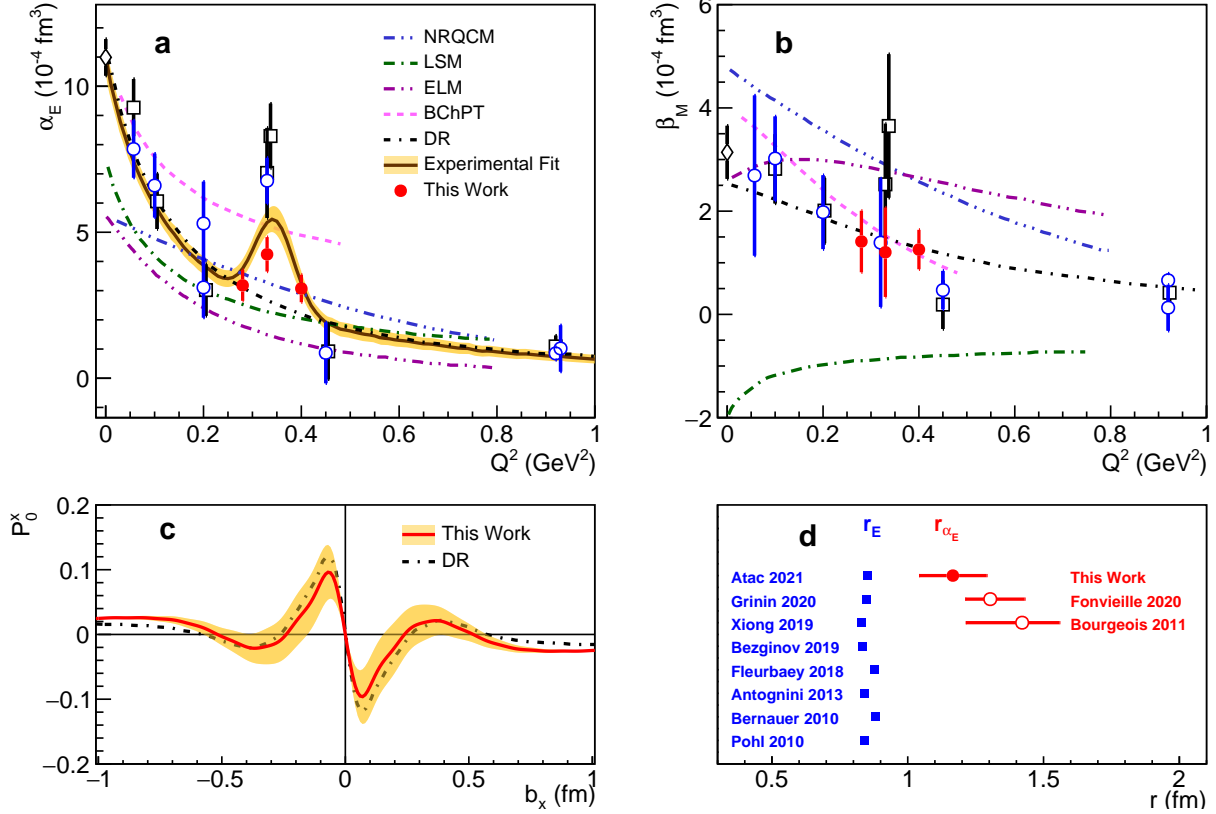 a
α_E (10^-4 fm^3)
10
5
0
NRQCM
LSM
ELM
BChPT
DR
Experimental Fit
This Work
0 0.2 0.4 0.6 0.8 1
Q^2 (GeV^2)
b
β_M (10^-4 fm^3)
6
4
2
0
−2
0 0.2 0.4 0.6 0.8 1
Q^2 (GeV^2)
c
P_0^x
0.2
0.1
0
−0.1
−0.2
This Work
DR
−1 −0.5 0 0.5 1
b_x (fm)
d
r_E r_α_E
Atac 2021 This Work
Grinin 2020 Fonvieille 2020
Xiong 2019 Bourgeois 2011
Bezginov 2019
Fleurbaey 2018
Antognini 2013
Bernauer 2010
Pohl 2010
0.5 1 1.5 2
r (fm)